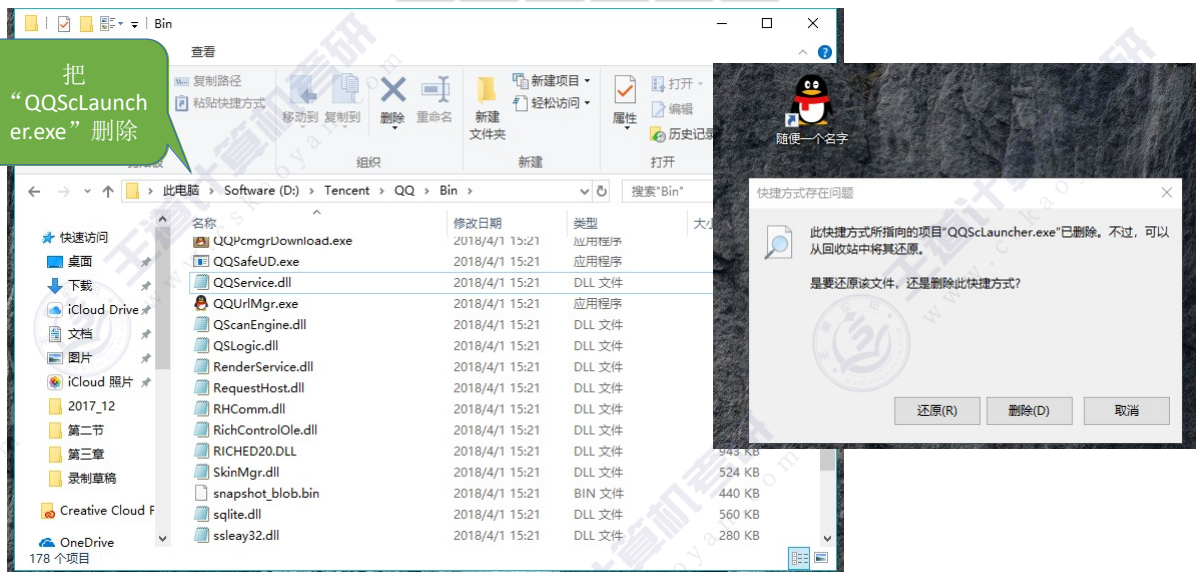 Bin
查看
把
“QQScLaunch
er.exe”删除
复制路径
粘贴快捷方式
移动到
复制到
删除
重命名
新建
文件夹
新建项目
轻松访问
属性
打开
编辑
历史记录
组织
新建
打开
此电脑 > Software (D:) > Tencent > QQ > Bin >
搜索"Bin"
名称 修改日期 类型 大小
快速访问
桌面
下载
iCloud Drive
文档
图片
iCloud 照片
2017_12
第二节
第三章
录制草稿
Creative Cloud F
OneDrive
QQPcmgrDownload.exe 2018/4/1 15:21 应用程序
QQSafeUD.exe 2018/4/1 15:21 应用程序
QQService.dll 2018/4/1 15:21 DLL 文件
QQUrlMgr.exe 2018/4/1 15:21 应用程序
QScanEngine.dll 2018/4/1 15:21 DLL 文件
QSLogic.dll 2018/4/1 15:21 DLL 文件
RenderService.dll 2018/4/1 15:21 DLL 文件
RequestHost.dll 2018/4/1 15:21 DLL 文件
RHComm.dll 2018/4/1 15:21 DLL 文件
RichControlOle.dll 2018/4/1 15:21 DLL 文件
RICHED20.DLL 2018/4/1 15:21 DLL 文件 943 KB
SkinMgr.dll 2018/4/1 15:21 DLL 文件 524 KB
snapshot_blob.bin 2018/4/1 15:21 BIN 文件 440 KB
sqlite.dll 2018/4/1 15:21 DLL 文件 560 KB
ssleay32.dll 2018/4/1 15:21 DLL 文件 280 KB
178 个项目
随便一个名字
快捷方式存在问题
此快捷方式所指向的项目"QQScLauncher.exe"已删除。不过，可以
从回收站中将其还原。
是要还原该文件，还是删除此快捷方式?
还原(R)
删除(D)
取消